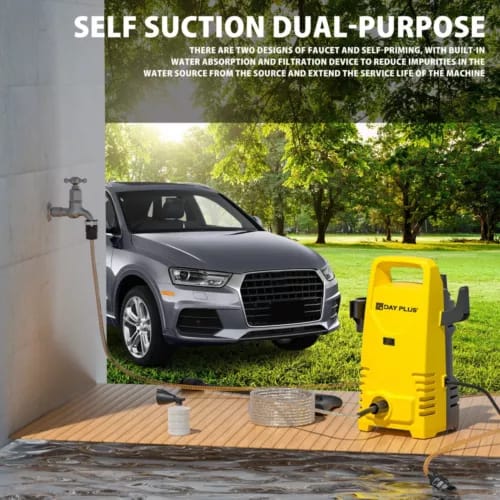 SELF SUCTION DUAL-PURPOSE
THERE ARE TWO DESIGNS OF FAUCET AND SELF-PRIMING, WITH BUILT-IN
WATER ABSORPTION AND FILTRATION DEVICE TO REDUCE IMPURITIES IN THE
WATER SOURCE FROM THE SOURCE AND EXTEND THE SERVICE LIFE OF THE MACHINE
DAY PLUS